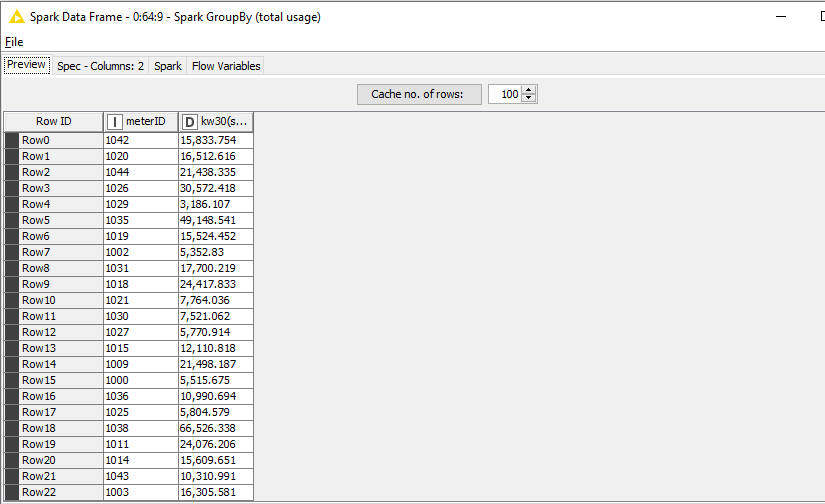 Spark Data Frame - 0:64:9 - Spark GroupBy (total usage)
File
Preview Spec - Columns: 2 Spark Flow Variables
Cache no. of rows: 100
Row ID I meterID D kw30(s...
Row0 1042 15,833.754
Row1 1020 16,512.616
Row2 1044 21,438.335
Row3 1026 30,572.418
Row4 1029 3,186.107
Row5 1035 49,148.541
Row6 1019 15,524.452
Row7 1002 5,352.83
Row8 1031 17,700.219
Row9 1018 24,417.833
Row10 1021 7,764.036
Row11 1030 7,521.062
Row12 1027 5,770.914
Row13 1015 12,110.818
Row14 1009 21,498.187
Row15 1000 5,515.675
Row16 1036 10,990.694
Row17 1025 5,804.579
Row18 1038 66,526.338
Row19 1011 24,076.206
Row20 1014 15,609.651
Row21 1043 10,310.991
Row22 1003 16,305.581